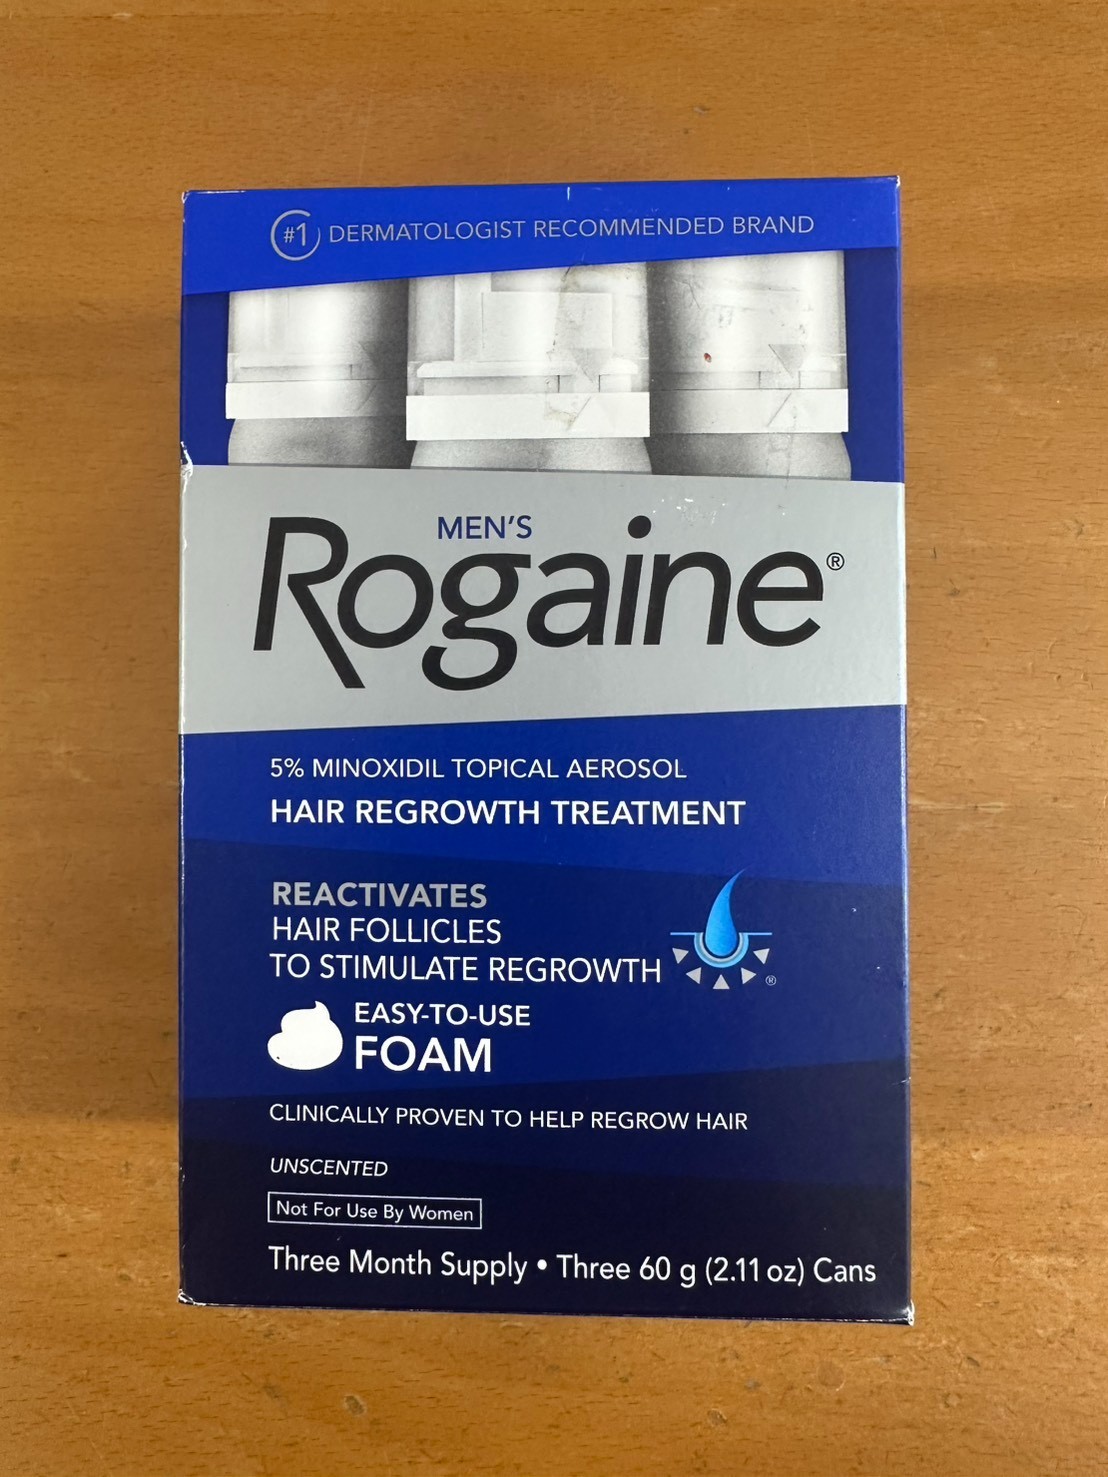 #1 DERMATOLOGIST RECOMMENDED BRAND
MEN'S
Rogaine®
5% MINOXIDIL TOPICAL AEROSOL
HAIR REGROWTH TREATMENT
REACTIVATES
HAIR FOLLICLES
TO STIMULATE REGROWTH
®
EASY-TO-USE
FOAM
CLINICALLY PROVEN TO HELP REGROW HAIR
UNSCENTED
Not For Use By Women
Three Month Supply • Three 60 g (2.11 oz) Cans